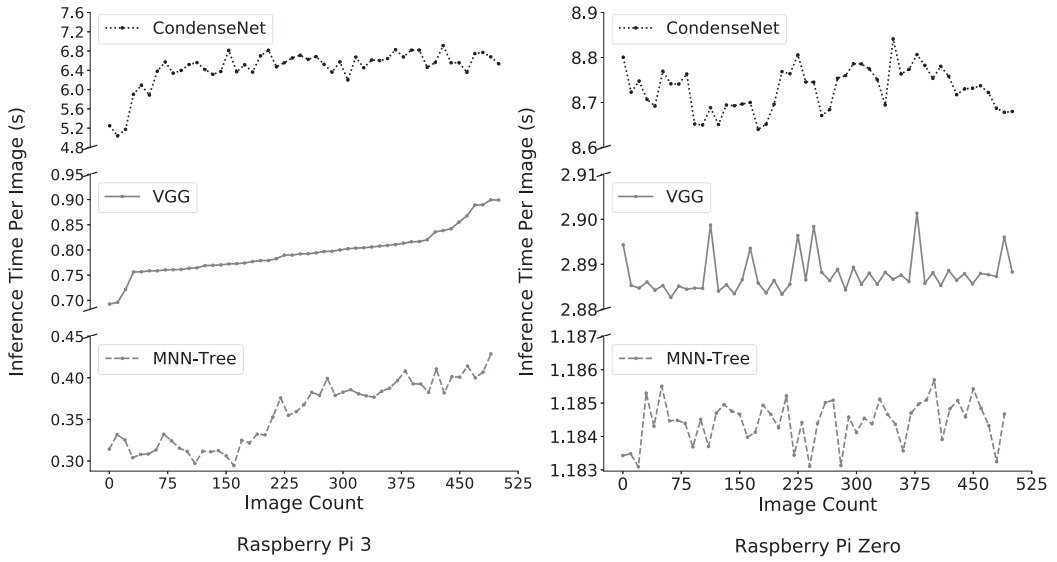 Inference Time Per Image (s)
7.6
7.2
6.8
6.4
6.0
5.6
5.2
4.8
CondenseNet
0.95
0.90
0.85
0.80
0.75
0.70
VGG
0.45
0.40
0.35
0.30
MNN-Tree
0 75 150 225 300 375 450 525
Image Count
Raspberry Pi 3
Inference Time Per Image (s)
8.9
8.8
8.7
8.6
CondenseNet
2.91
2.90
2.89
2.88
VGG
1.187
1.186
1.185
1.184
1.183
MNN-Tree
0 75 150 225 300 375 450 525
Image Count
Raspberry Pi Zero